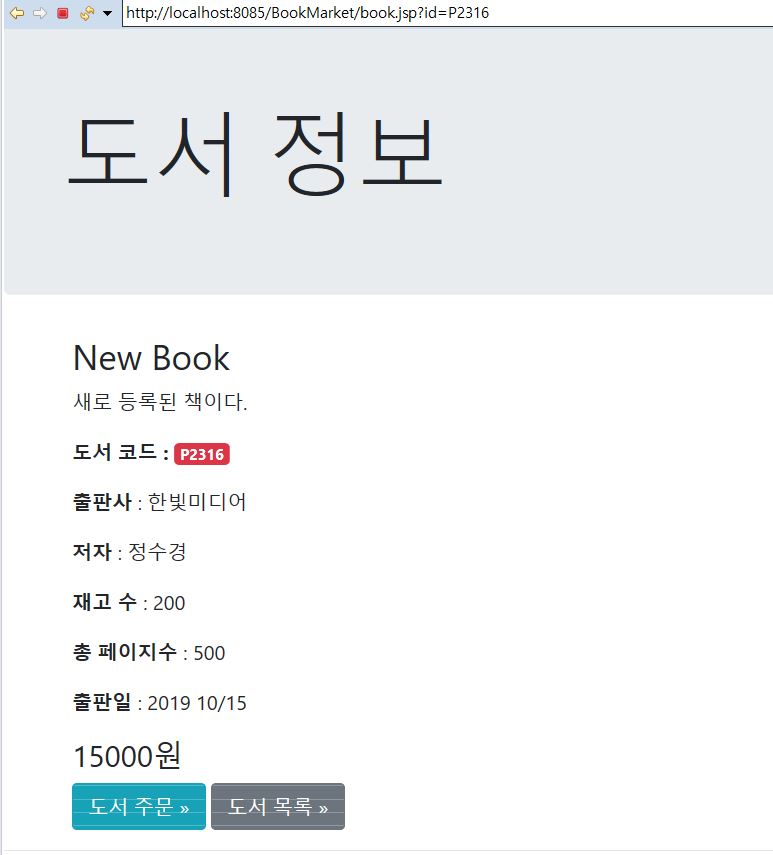 http://localhost:8085/BookMarket/book.jsp?id=P2316
도서 정보
New Book
새로 등록된 책이다.
도서 코드 : P2316
출판사 : 한빛미디어
저자 : 정수경
재고 수 : 200
총 페이지수 : 500
출판일 : 2019 10/15
15000원
도서 주문 » 도서 목록 »